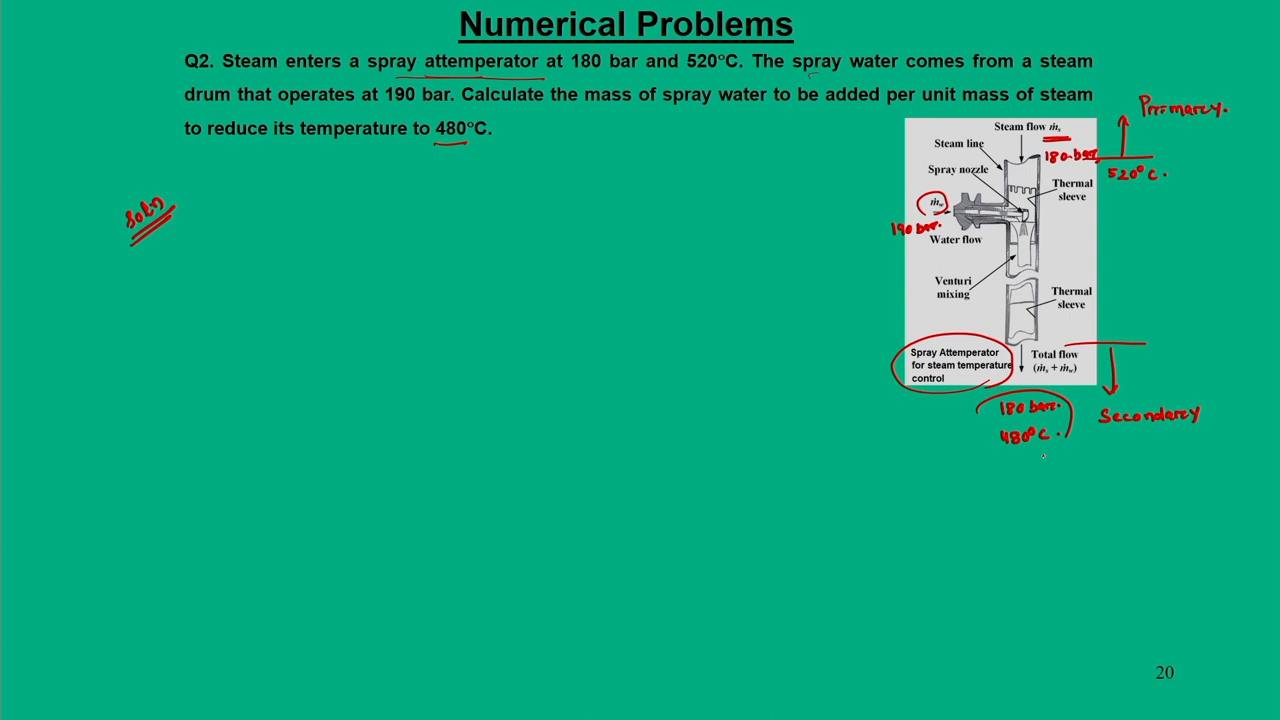 Numerical Problems
Q2. Steam enters a spray attemperator at 180 bar and 520°C. The spray water comes from a steam
drum that operates at 190 bar. Calculate the mass of spray water to be added per unit mass of steam
to reduce its temperature to 480°C.
Primary.
Steam flow ṁs
Steam line
180 bar,
Spray nozzle
520°C.
Thermal
sleeve
Soln
ṁw
190 bar.
Water flow
Venturi
mixing
Thermal
sleeve
Spray Attemperator
for steam temperature
control
Total flow
(ṁs + ṁw)
180 bar.
480°C.
Secondary
20